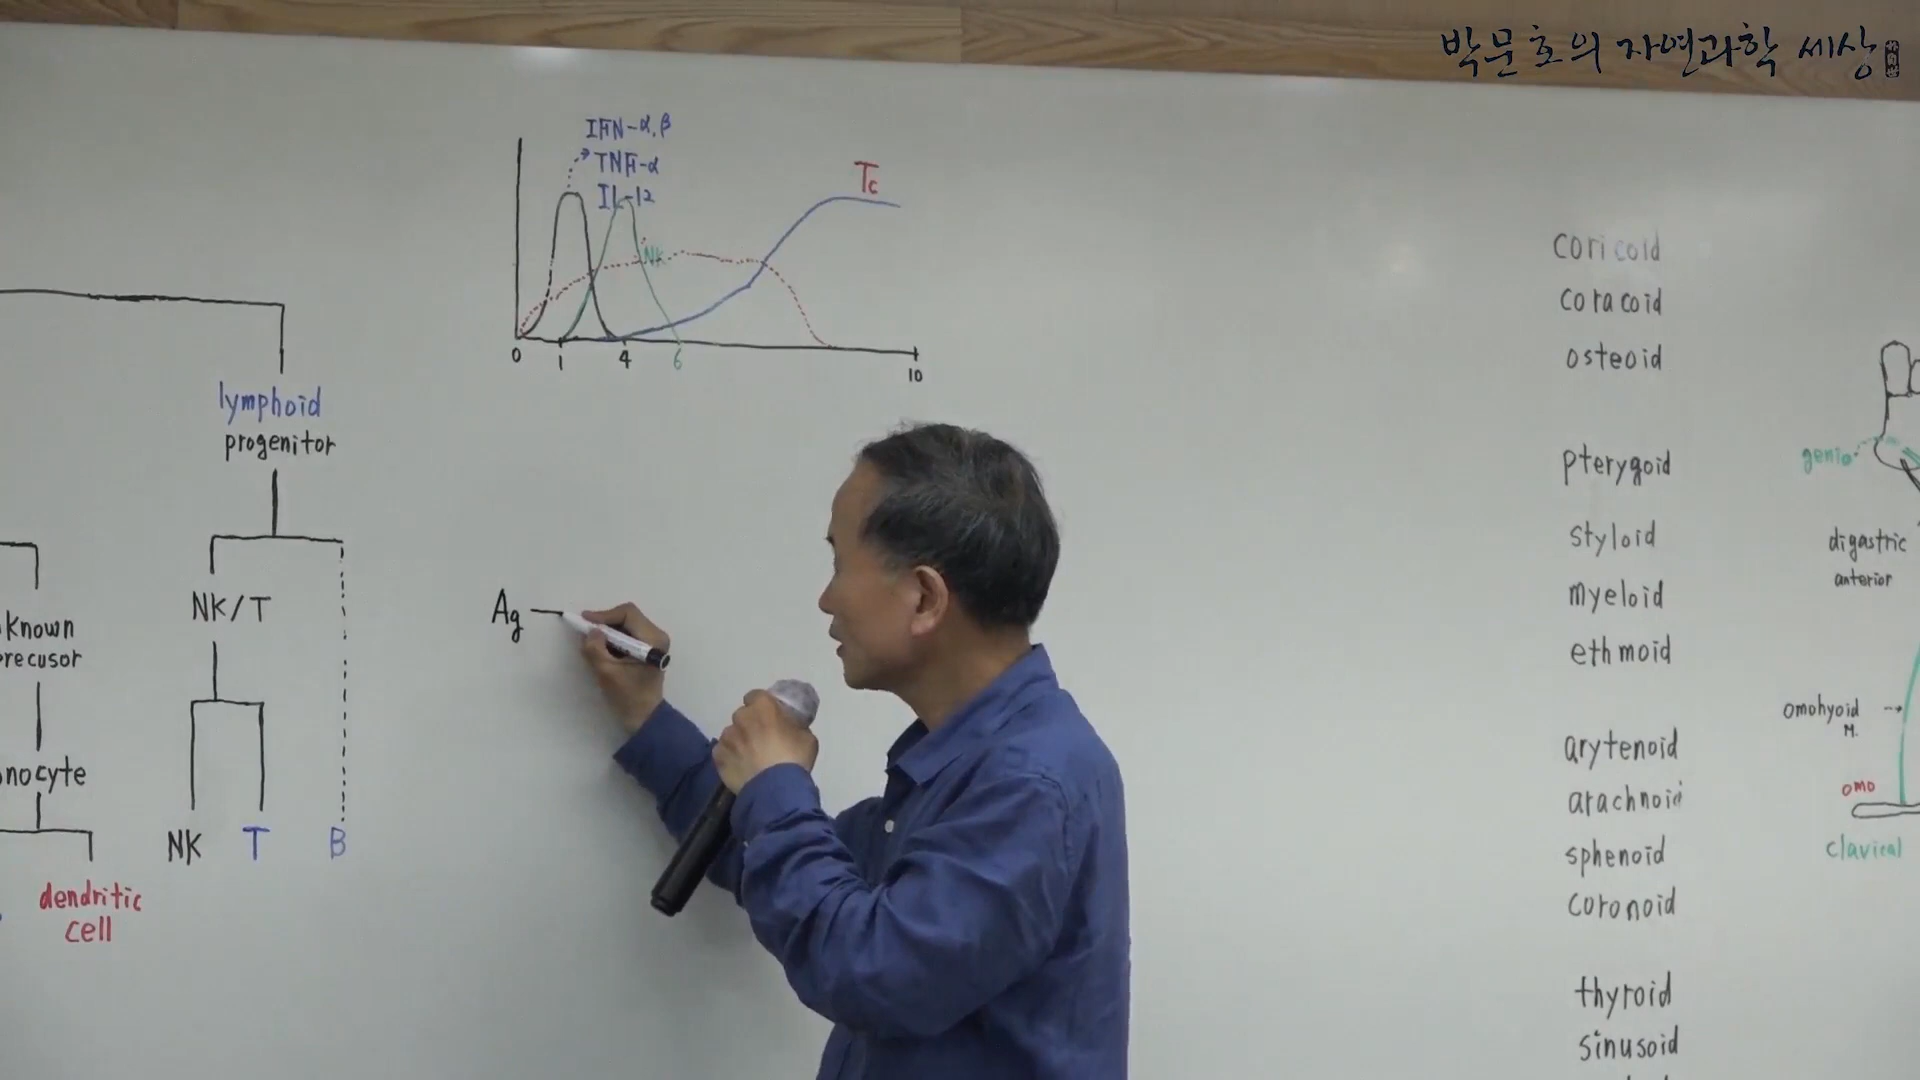 박문호의 자연과학 세상
IFN-α,β
TNF-α
IL-12
Tc
NK
0
1
4
6
10
lymphoid
progenitor
NK/T
known
recusor
nocyte
NK T B
dendritic
cell
Ag
coricoid
coracoid
osteoid
pterygoid
styloid
myeloid
ethmoid
arytenoid
arachnoid
sphenoid
coronoid
thyroid
sinusoid
genio
digastric
anterior
omohyoid
M.
omo
clavical